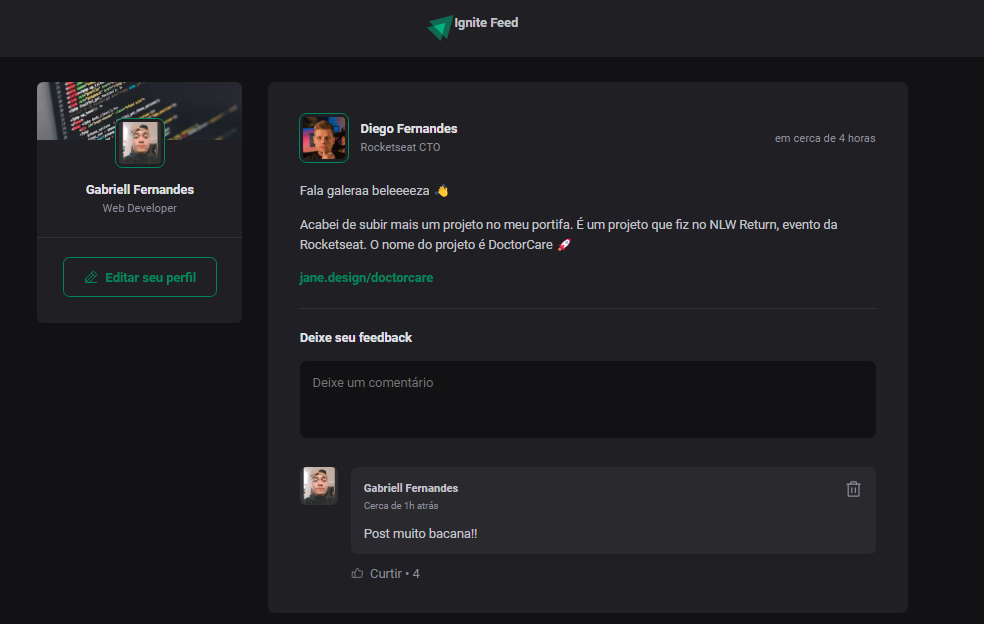 Ignite Feed
Gabriell Fernandes
Web Developer
Editar seu perfil
Diego Fernandes
Rocketseat CTO
em cerca de 4 horas
Fala galeraa beleeeeza 👋
Acabei de subir mais um projeto no meu portifa. É um projeto que fiz no NLW Return, evento da
Rocketseat. O nome do projeto é DoctorCare 🚀
jane.design/doctorcare
Deixe seu feedback
Deixe um comentário
Gabriell Fernandes
Cerca de 1h atrás
Post muito bacana!!
Curtir • 4